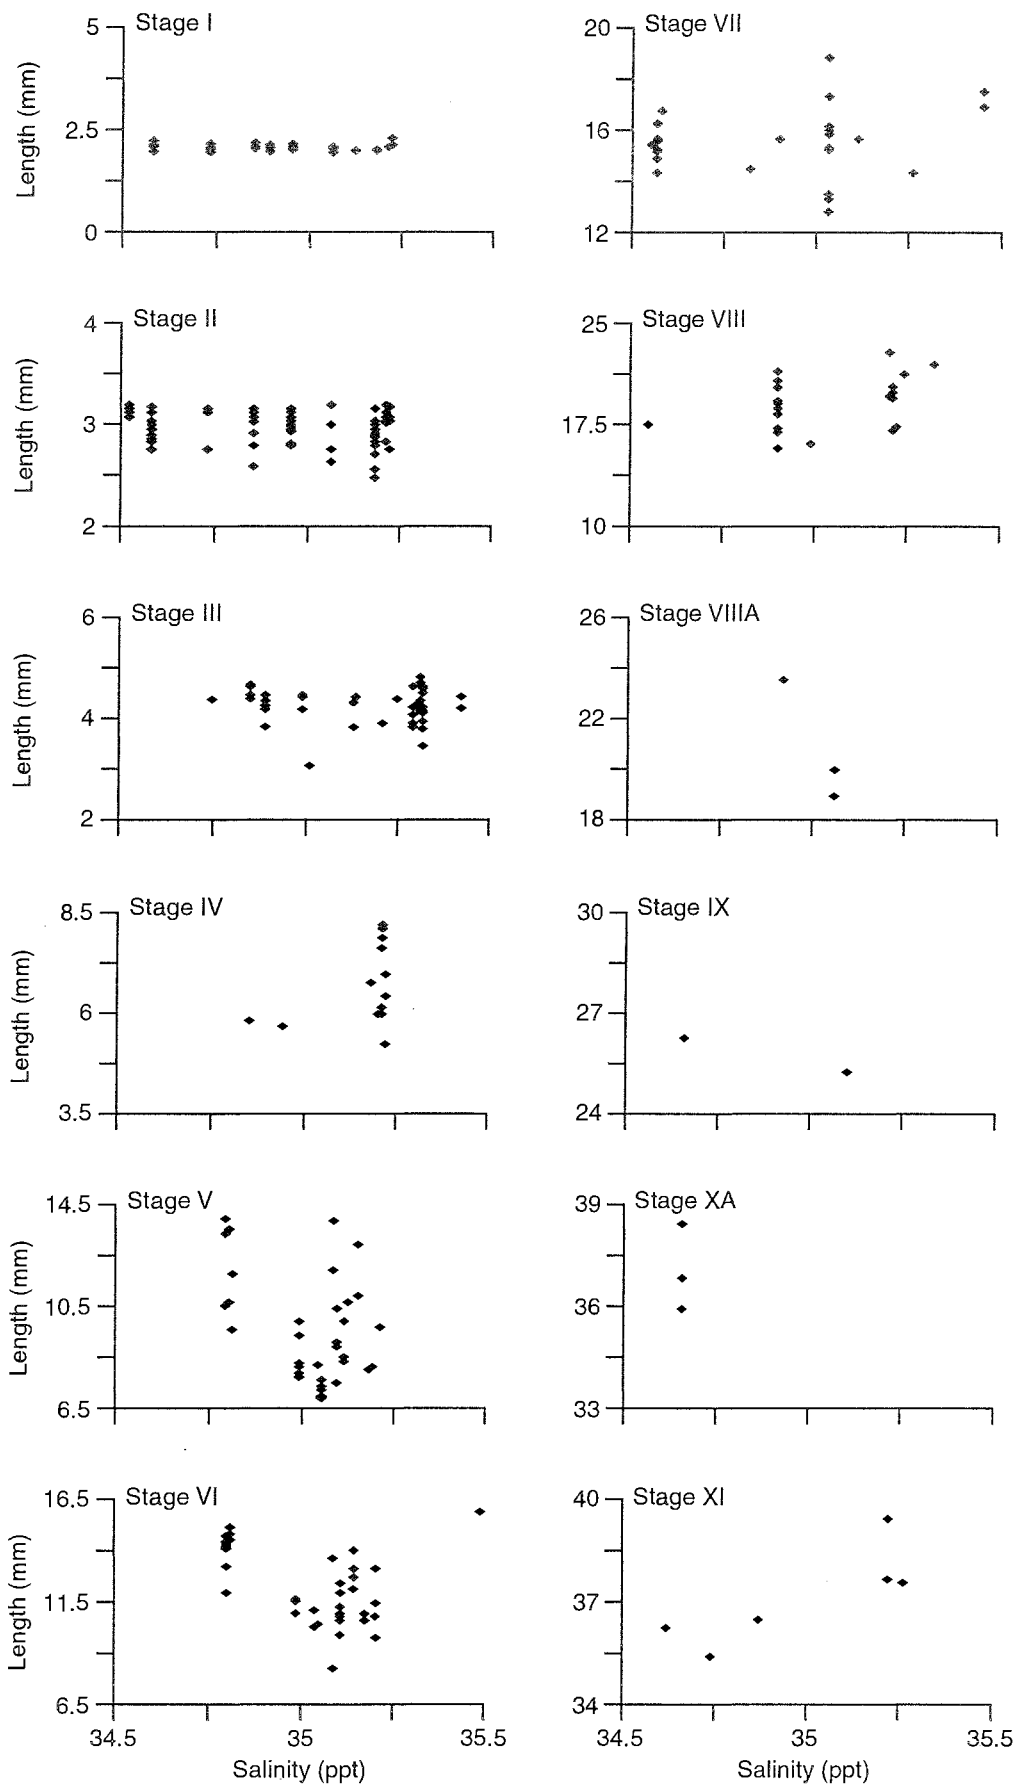 Stage I
5
2.5
0
Length (mm)
Stage VII
20
16
12
Stage II
4
3
2
Length (mm)
Stage VIII
25
17.5
10
Stage III
6
4
2
Length (mm)
Stage VIIIA
26
22
18
Stage IV
8.5
6
3.5
Length (mm)
Stage IX
30
27
24
Stage V
14.5
10.5
6.5
Length (mm)
Stage XA
39
36
33
Stage VI
16.5
11.5
6.5
Length (mm)
34.5 35 35.5
Salinity (ppt)
Stage XI
40
37
34
34.5 35 35.5
Salinity (ppt)